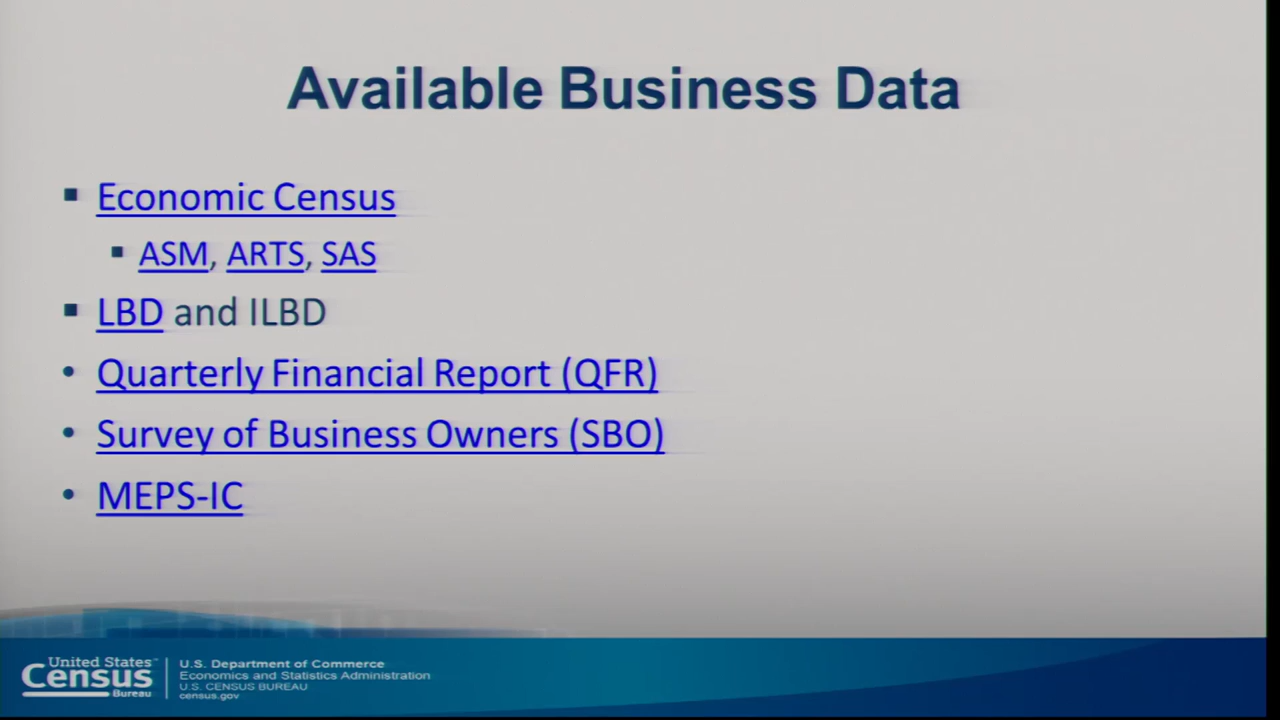 Available Business Data
Economic Census
ASM, ARTS, SAS
LBD and ILBD
Quarterly Financial Report (QFR)
Survey of Business Owners (SBO)
MEPS-IC
United States
Census
Bureau
U.S. Department of Commerce
Economics and Statistics Administration
U.S. CENSUS BUREAU
census.gov